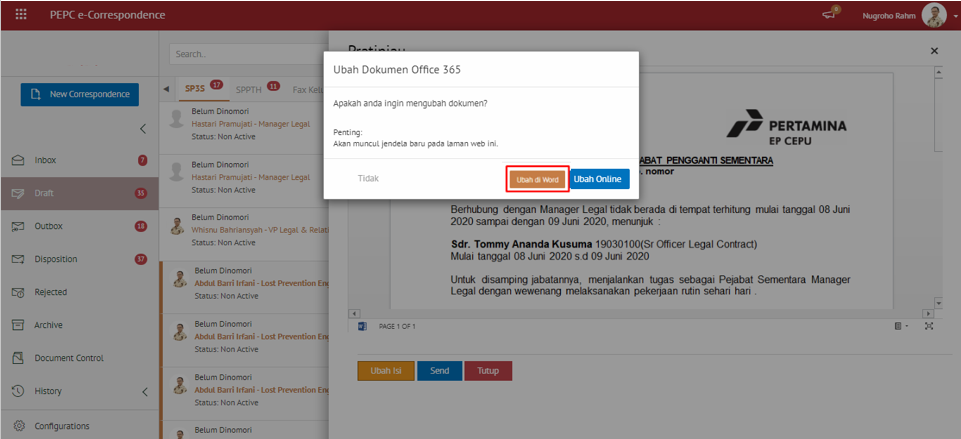 PEPC e-Correspondence
6
Nugroho Rahm
Search..
New Correspondence
Inbox
7
Draft
35
Outbox
18
Disposition
37
Rejected
Archive
Document Control
History
Configurations
SP3S 17
SPPTH 11
Fax Kelu
Belum Dinomori
Hastari Pramujati - Manager Legal
Status: Non Active
Belum Dinomori
Hastari Pramujati - Manager Legal
Status: Non Active
Belum Dinomori
Whisnu Bahriansyah - VP Legal & Relati
Status: Non Active
Belum Dinomori
Abdul Barri Irfani - Lost Prevention Eng
Status: Non Active
Belum Dinomori
Abdul Barri Irfani - Lost Prevention Eng
Status: Non Active
Belum Dinomori
Abdul Barri Irfani - Lost Prevention Eng
Status: Non Active
Belum Dinomori
Pratinjau
Ubah Dokumen Office 365
Apakah anda ingin mengubah dokumen?
Penting:
Akan muncul jendela baru pada laman web ini.
Tidak
Ubah di Word
Ubah Online
PERTAMINA
EP CEPU
JABAT PENGGANTI SEMENTARA
. nomor
Berhubung dengan Manager Legal tidak berada di tempat terhitung mulai tanggal 08 Juni
2020 sampai dengan 09 Juni 2020, menunjuk :
Sdr. Tommy Ananda Kusuma 19030100(Sr Officer Legal Contract)
Mulai tanggal 08 Juni 2020 s.d 09 Juni 2020
Untuk disamping jabatannya, menjalankan tugas sebagai Pejabat Sementara Manager
Legal dengan wewenang melaksanakan pekerjaan rutin sehari hari .
PAGE 1 OF 1
Ubah Isi
Send
Tutup